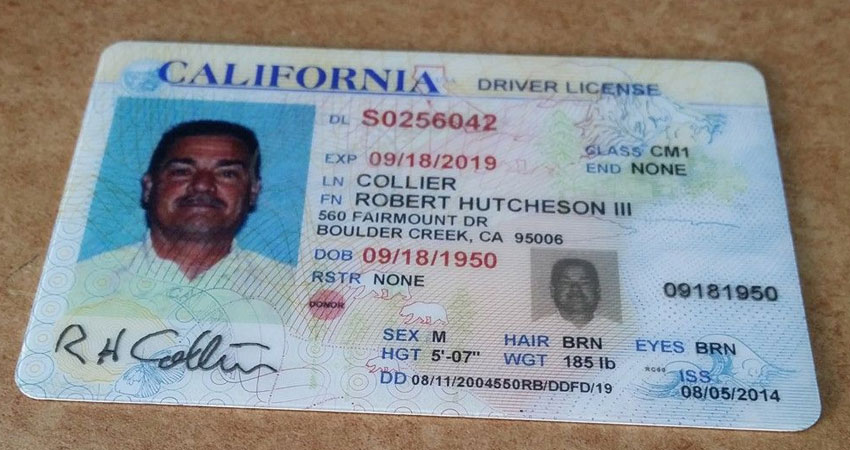 CALIFORNIA DRIVER LICENSE
DL S0256042
EXP 09/18/2019 CLASS CM1
END NONE
LN COLLIER
FN ROBERT HUTCHESON III
560 FAIRMOUNT DR
BOULDER CREEK, CA 95006
DOB 09/18/1950
RSTR NONE 09181950
DONOR
SEX M HAIR BRN EYES BRN
HGT 5'-07" WGT 185 lb
DD 08/11/2004550RB/DDFD/19 ISS
08/05/2014
R H Collier